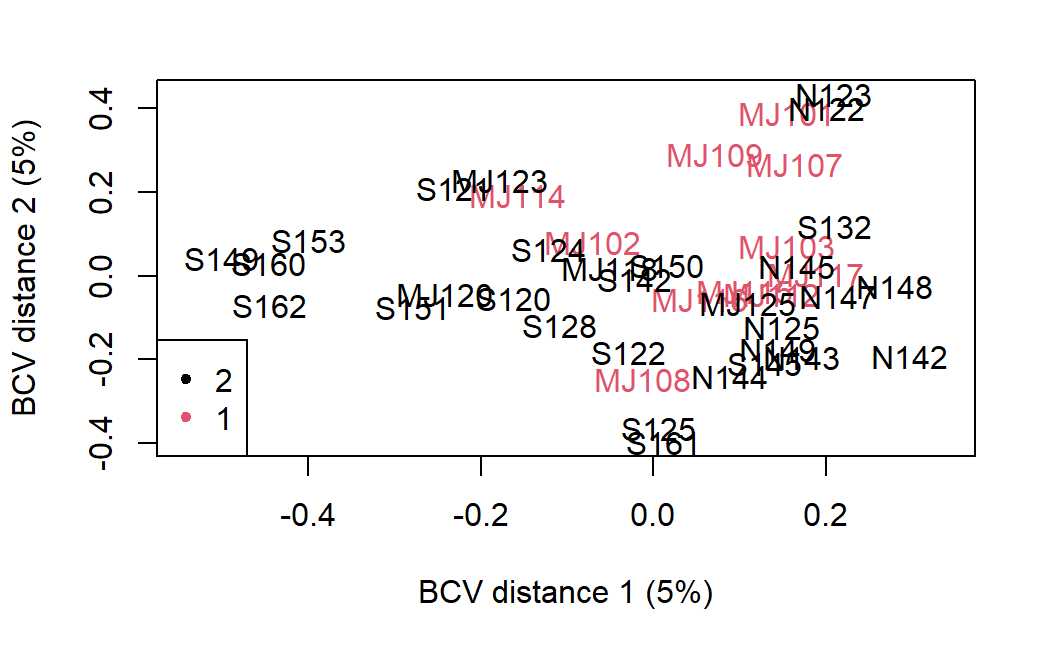 0.4
0.2
0.0
-0.2
-0.4
BCV distance 2 (5%)
N123
N122
MJ101
MJ109
MJ107
MJ123
S121
MJ114
S132
S153
MJ102
MJ103
S124
S149
S160
S150
MJ118
N145
S142
MJ117
N148
MJ120
N147
S120
S162
S151
MJ125
S128
N125
N149
S122
N143
N142
S145
N144
MJ108
S125
S161
2
1
-0.4
-0.2
0.0
0.2
BCV distance 1 (5%)